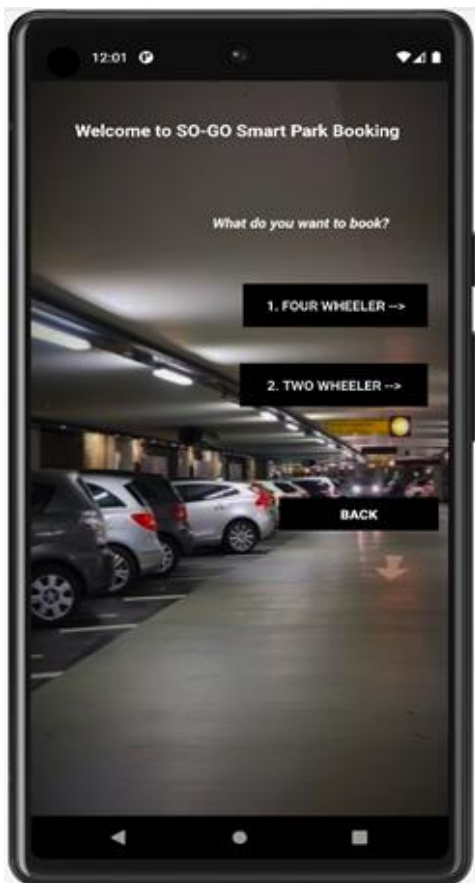 12:01
Welcome to SO-GO Smart Park Booking
What do you want to book?
1. FOUR WHEELER -->
2. TWO WHEELER -->
BACK